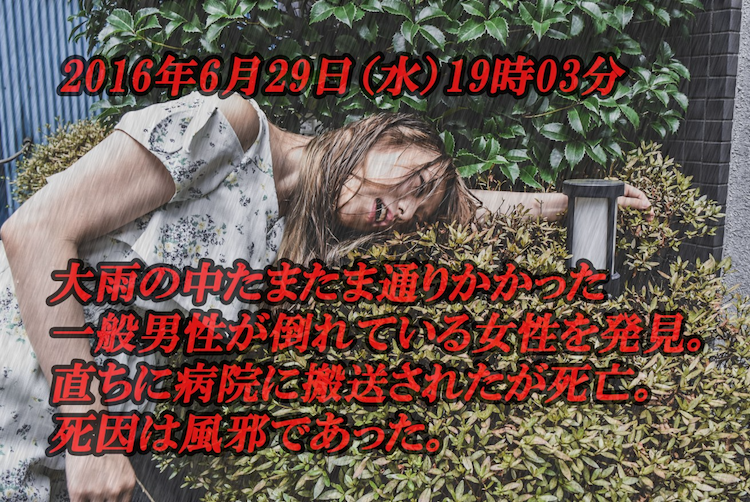 2016年6月29日(水)19時03分
大雨の中たまたま通りかかった
一般男性が倒れている女性を発見。
直ちに病院に搬送されたが死亡。
死因は風邪であった。